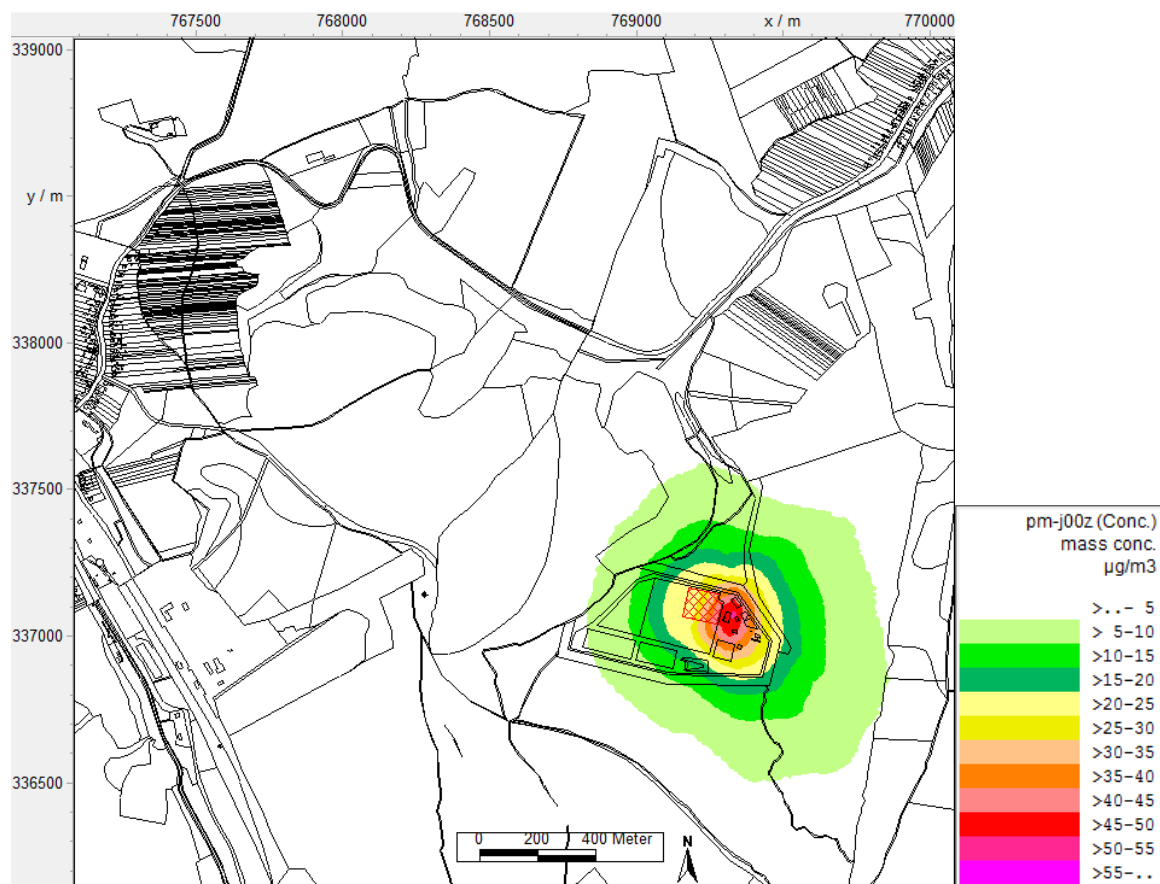 767500 768000 768500 769000 x / m 770000
339000
y / m
338000
337500
337000
336500
0 200 400 Meter
N
pm-j00z (Conc.)
mass conc.
µg/m3
>..- 5
> 5-10
>10-15
>15-20
>20-25
>25-30
>30-35
>35-40
>40-45
>45-50
>50-55
>55-..